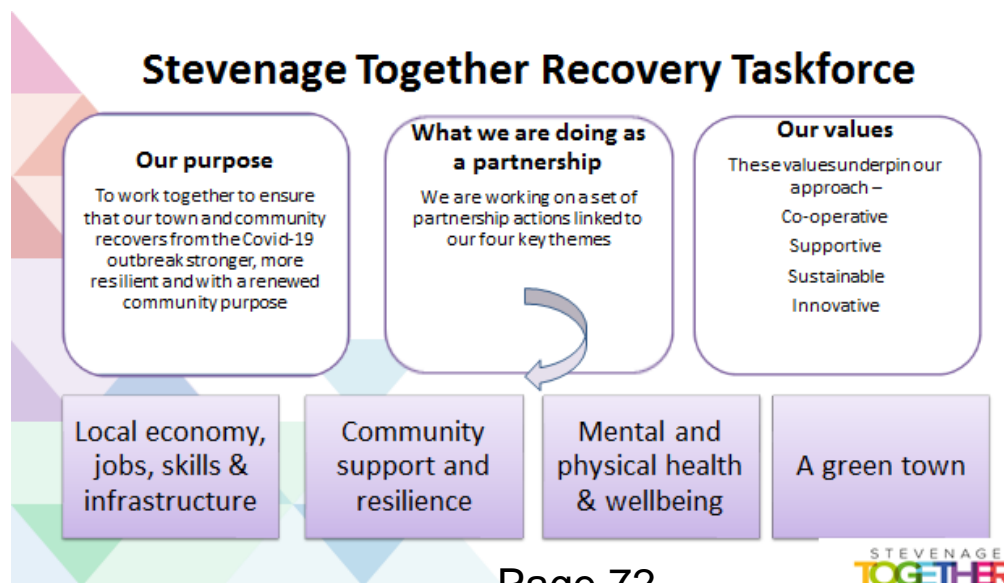 Stevenage Together Recovery Taskforce
Our purpose
To work together to ensure
that our town and community
recovers from the Covid-19
outbreak stronger, more
resilient and with a renewed
community purpose
What we are doing as
a partnership
We are working on a set of
partnership actions linked to
our four key themes
Our values
These values underpin our
approach –
Co-operative
Supportive
Sustainable
Innovative
Local economy,
jobs, skills &
infrastructure
Community
support and
resilience
Mental and
physical health
& wellbeing
A green town
Page 72
STEVENAGE
TOGETHER